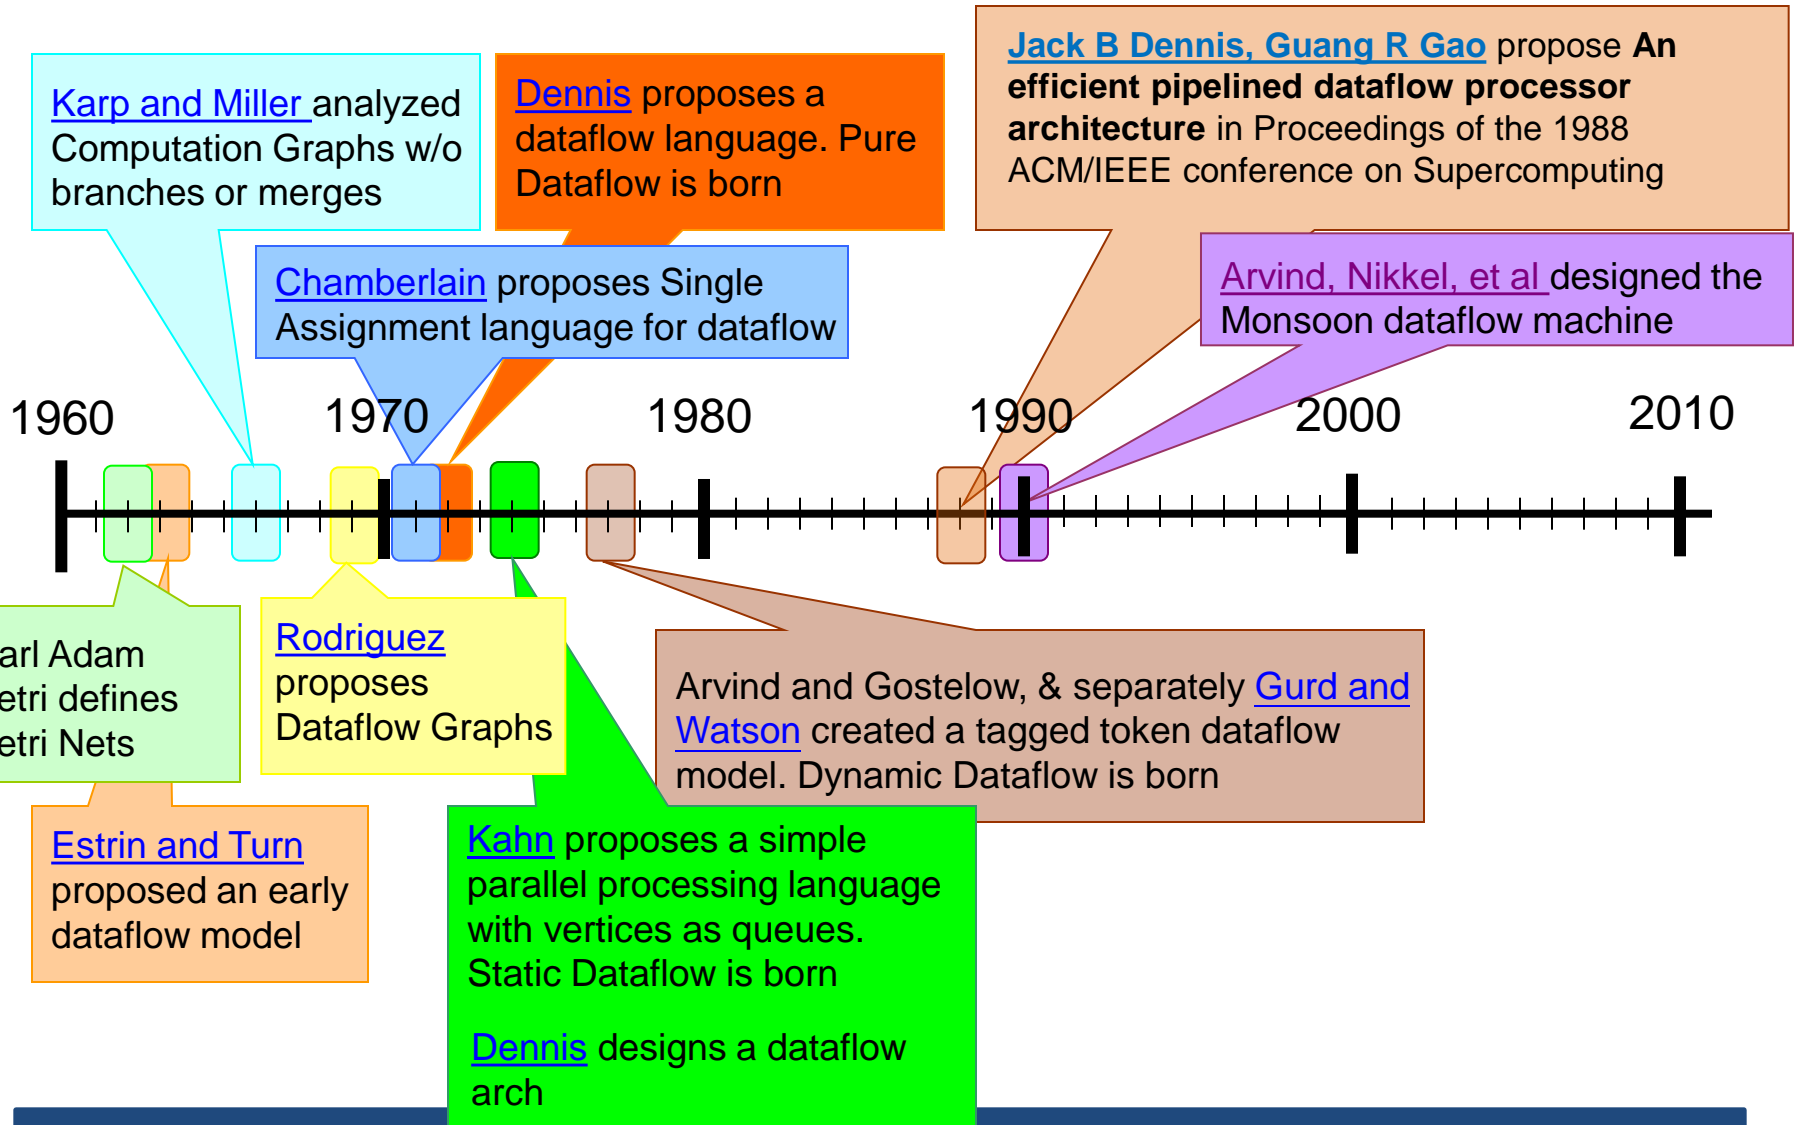 Karp and Miller analyzed
Computation Graphs w/o
branches or merges
Dennis proposes a
dataflow language. Pure
Dataflow is born
Jack B Dennis, Guang R Gao propose An
efficient pipelined dataflow processor
architecture in Proceedings of the 1988
ACM/IEEE conference on Supercomputing
Chamberlain proposes Single
Assignment language for dataflow
Arvind, Nikkel, et al designed the
Monsoon dataflow machine
1960 1970 1980 1990 2000 2010
arl Adam
etri defines
etri Nets
Rodriguez
proposes
Dataflow Graphs
Arvind and Gostelow, & separately Gurd and
Watson created a tagged token dataflow
model. Dynamic Dataflow is born
Estrin and Turn
proposed an early
dataflow model
Kahn proposes a simple
parallel processing language
with vertices as queues.
Static Dataflow is born
Dennis designs a dataflow
arch